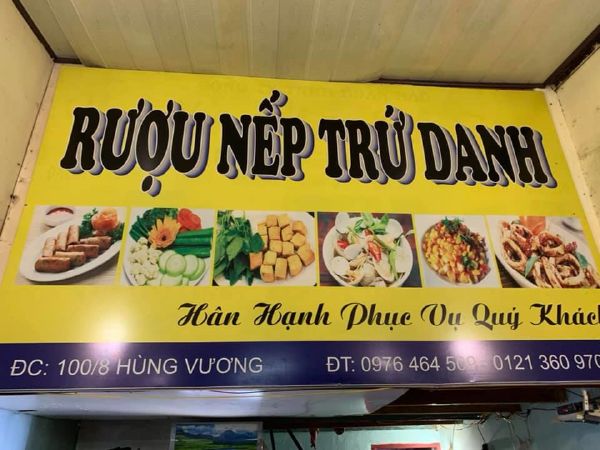 RƯỢU NẾP TRỨ DANH
Hân Hạnh Phục Vụ Quý Khách
ĐC: 100/8 HÙNG VƯƠNG ĐT: 0976 464 509 - 0121 360 970